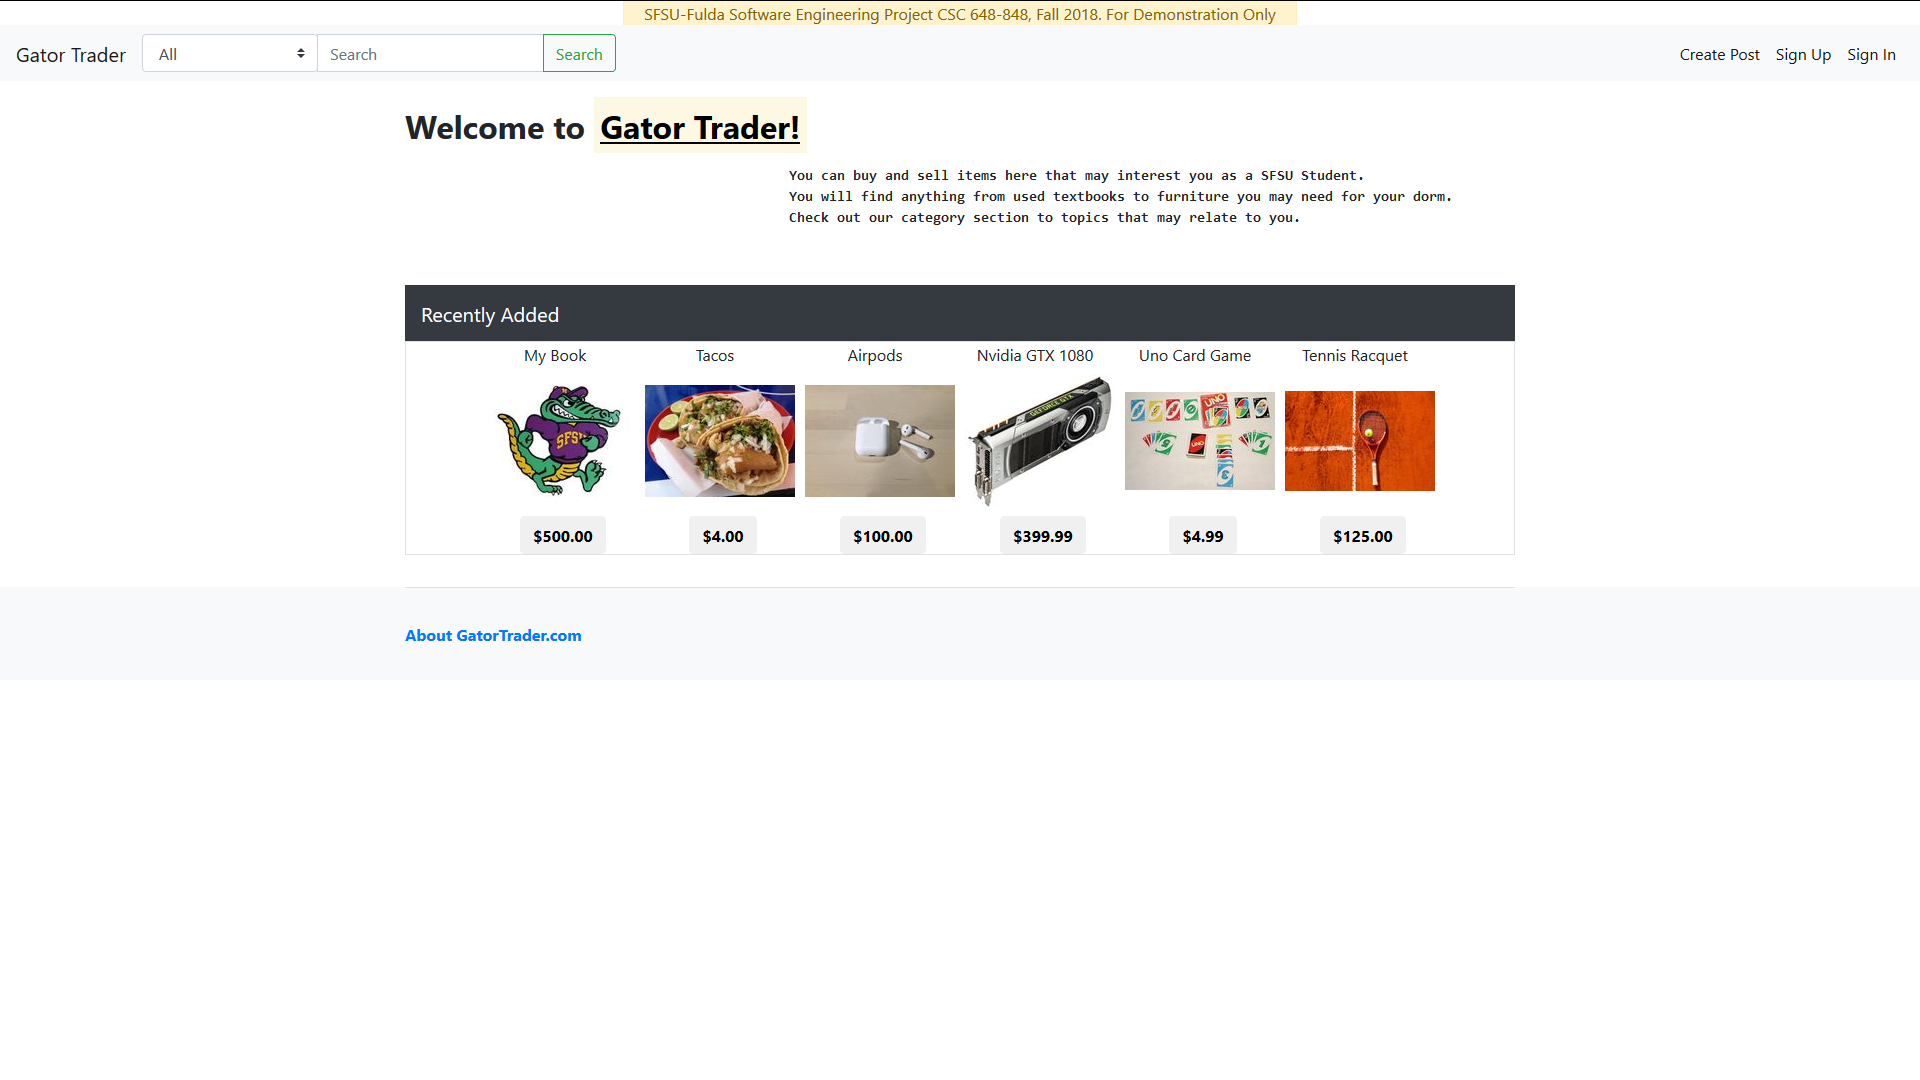 SFSU-Fulda Software Engineering Project CSC 648-848, Fall 2018. For Demonstration Only
Gator Trader
All
Search
Search
Create Post
Sign Up
Sign In
Welcome to Gator Trader!
You can buy and sell items here that may interest you as a SFSU Student.
You will find anything from used textbooks to furniture you may need for your dorm.
Check out our category section to topics that may relate to you.
Recently Added
My Book
Tacos
Airpods
Nvidia GTX 1080
Uno Card Game
Tennis Racquet
SFSU
GEFORCE GTX
UNO
UNO
$500.00
$4.00
$100.00
$399.99
$4.99
$125.00
About GatorTrader.com